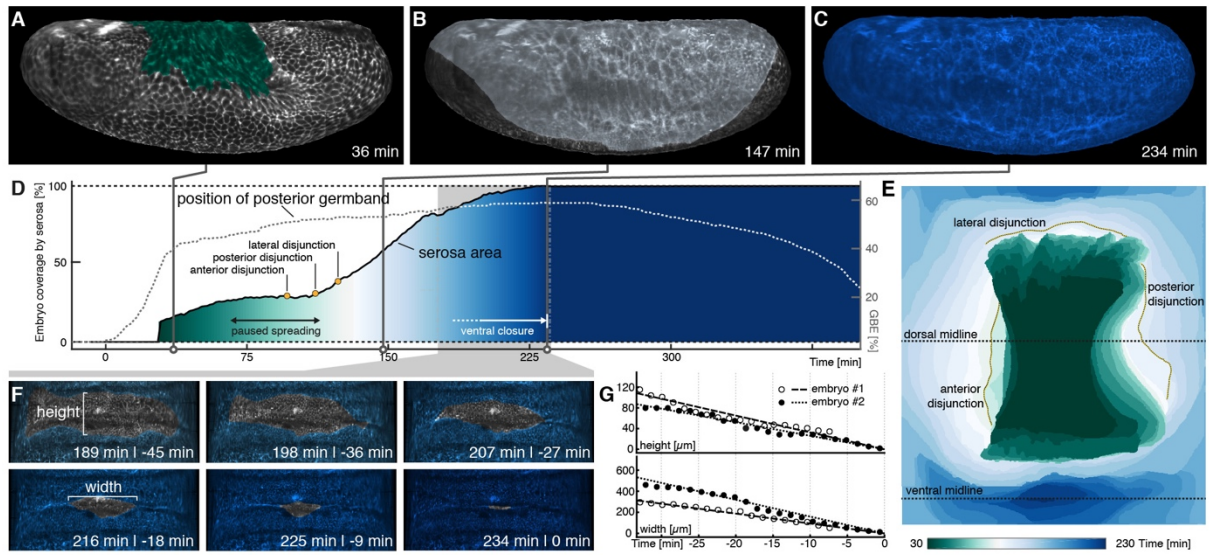 A
36 min
B
147 min
C
234 min
D
Embryo coverage by serosa [%]
100
50
0
position of posterior germband
lateral disjunction
posterior disjunction
anterior disjunction
serosa area
paused spreading
ventral closure
60
40
20
0
GBE [%]
0 75 150 225 300 Time [min]
E
lateral disjunction
posterior
disjunction
dorsal midline
anterior
disjunction
ventral midline
30 230 Time [min]
F
height
189 min | -45 min
198 min | -36 min
207 min | -27 min
width
216 min | -18 min
225 min | -9 min
234 min | 0 min
G
embryo #1
embryo #2
120
80
40
0
height [µm]
600
400
200
0
width [µm]
Time [min] -25 -20 -15 -10 -5 0